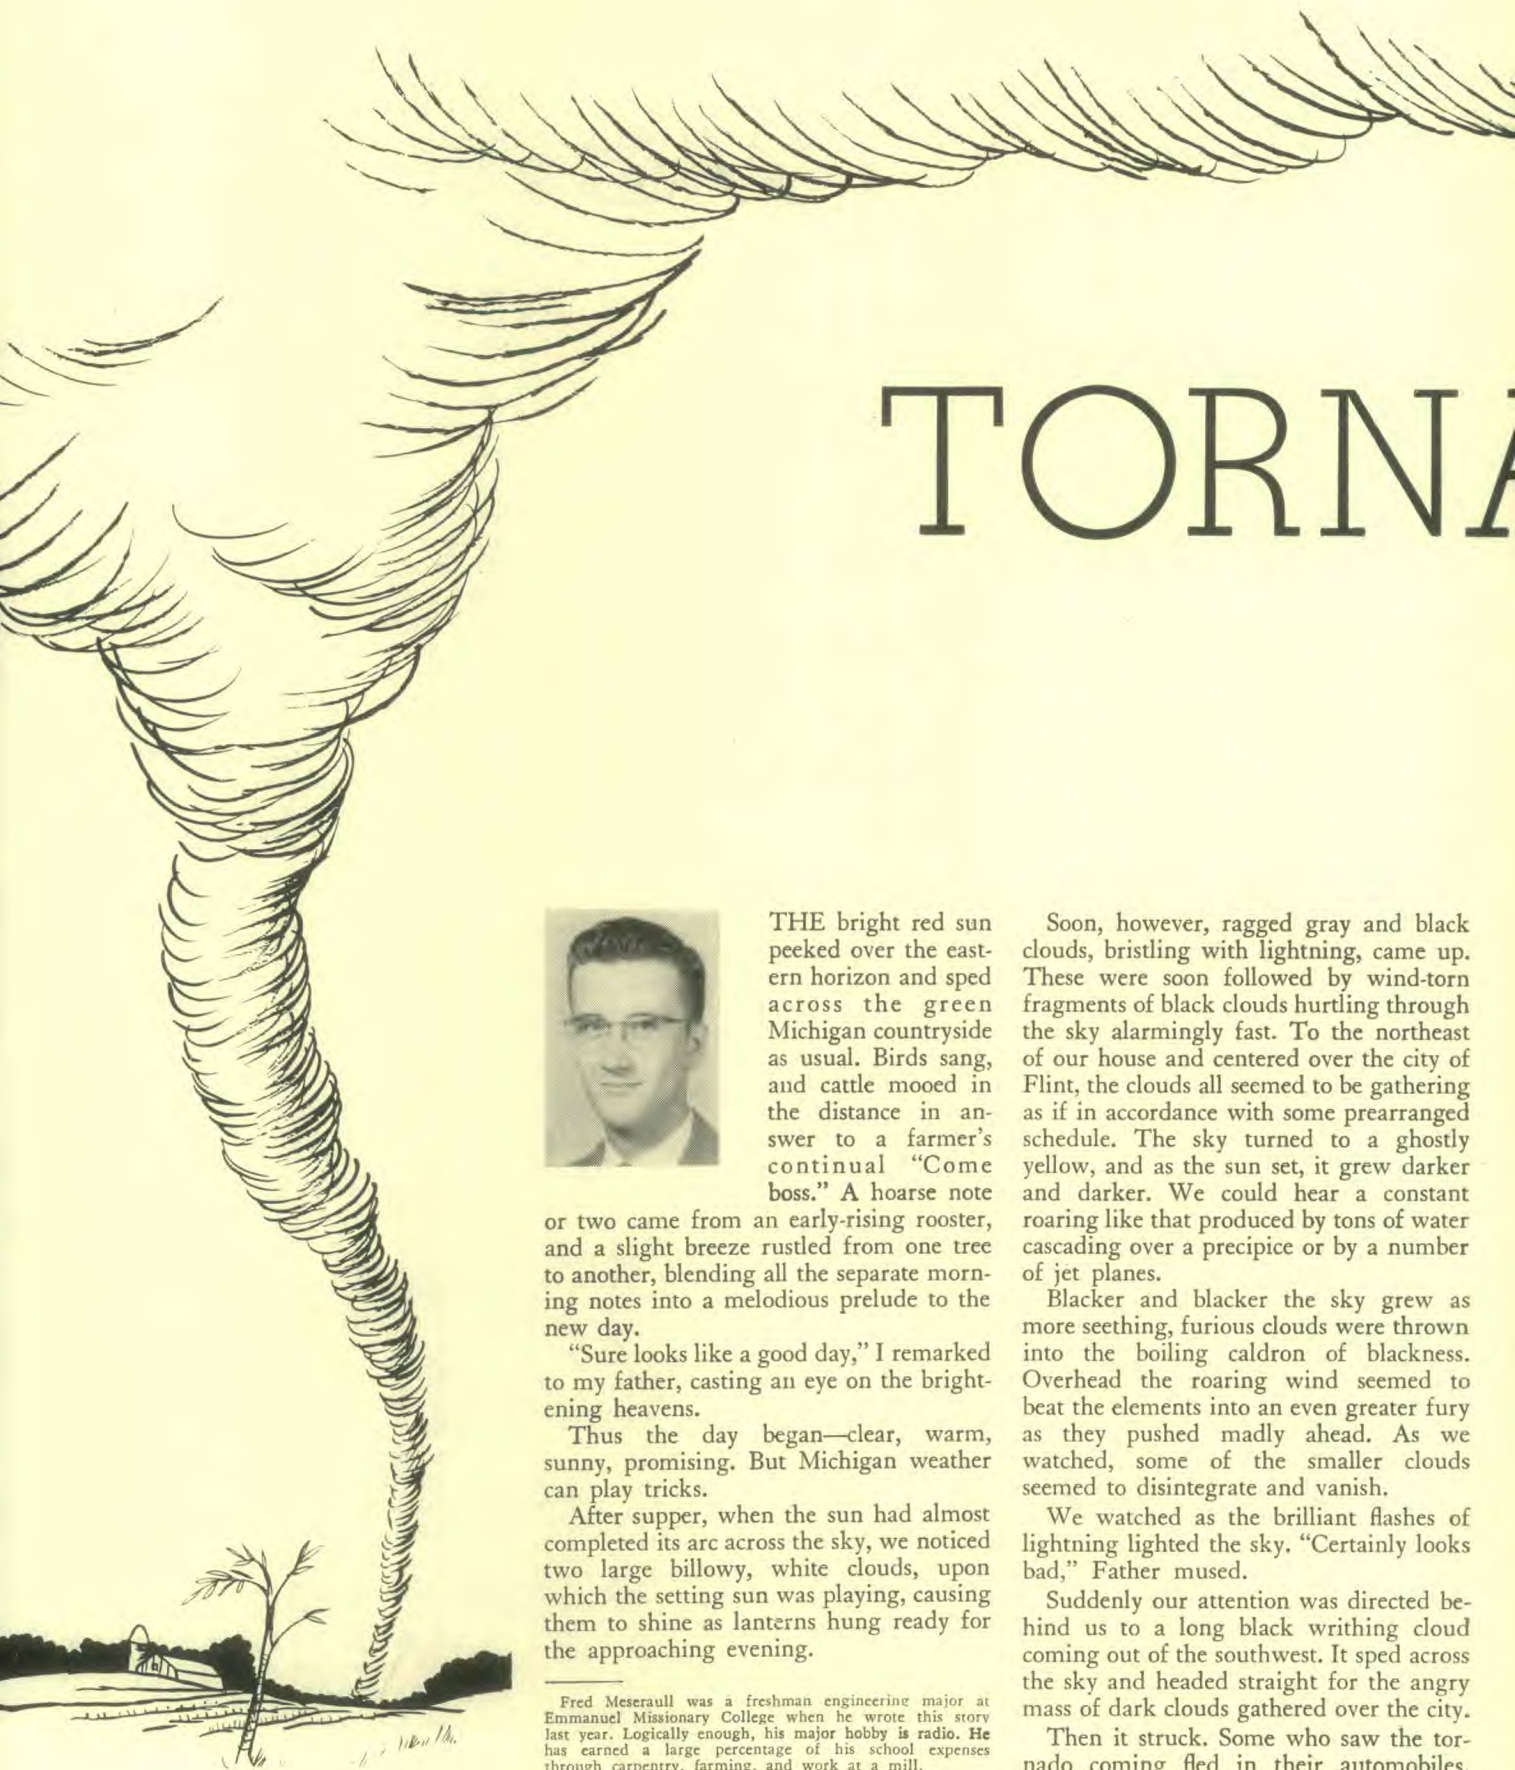 TORNA
THE bright red sun
peeked over the east-
ern horizon and sped
across the green
Michigan countryside
as usual. Birds sang,
and cattle mooed in
the distance in an-
swer to a farmer's
continual “Come
boss.” A hoarse note
or two came from an early-rising rooster,
and a slight breeze rustled from one tree
to another, blending all the separate morn-
ing notes into a melodious prelude to the
new day.
“Sure looks like a good day,” I remarked
to my father, casting an eye on the bright-
ening heavens.
Thus the day began—clear, warm,
sunny, promising. But Michigan weather
can play tricks.
After supper, when the sun had almost
completed its arc across the sky, we noticed
two large billowy, white clouds, upon
which the setting sun was playing, causing
them to shine as lanterns hung ready for
the approaching evening.
Fred Meseraull was a freshman engineering major at
Emmanuel Missionary College when he wrote this story
last year. Logically enough, his major hobby is radio. He
has earned a large percentage of his school expenses
through carpentry, farming, and work at a mill.
Soon, however, ragged gray and black
clouds, bristling with lightning, came up.
These were soon followed by wind-torn
fragments of black clouds hurtling through
the sky alarmingly fast. To the northeast
of our house and centered over the city of
Flint, the clouds all seemed to be gathering
as if in accordance with some prearranged
schedule. The sky turned to a ghostly
yellow, and as the sun set, it grew darker
and darker. We could hear a constant
roaring like that produced by tons of water
cascading over a precipice or by a number
of jet planes.
Blacker and blacker the sky grew as
more seething, furious clouds were thrown
into the boiling caldron of blackness.
Overhead the roaring wind seemed to
beat the elements into an even greater fury
as they pushed madly ahead. As we
watched, some of the smaller clouds
seemed to disintegrate and vanish.
We watched as the brilliant flashes of
lightning lighted the sky. “Certainly looks
bad,” Father mused.
Suddenly our attention was directed be-
hind us to a long black writhing cloud
coming out of the southwest. It sped across
the sky and headed straight for the angry
mass of dark clouds gathered over the city.
Then it struck. Some who saw the tor-
nado coming fled in their automobiles.